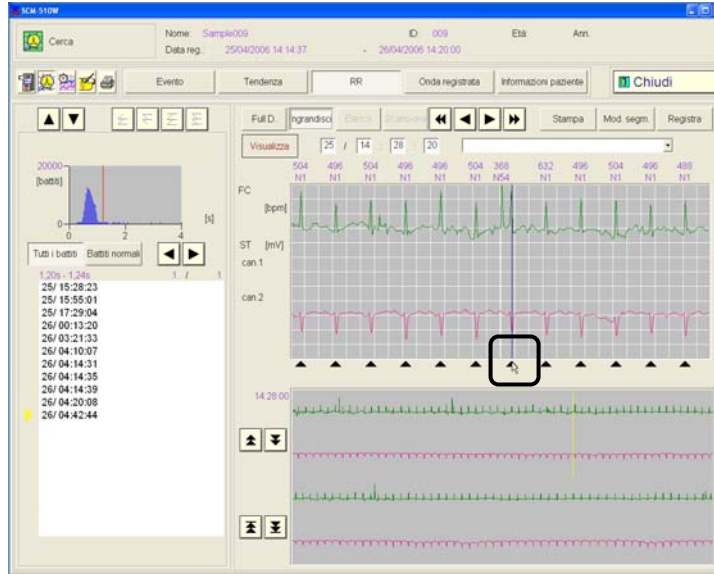 SCM-510W
Cerca
Nome: Sample009 ID: 009 Età: Ann.
Data reg.: 25/04/2006 14:14:37 - 26/04/2006 14:20:00
Evento Tendenza RR Onda registrata Informazioni paziente Chiudi
Full D. ngrandisci Stampa Mod. segm. Registra
Visualizza 25 / 14 : 28 : 20
504 496 504 496 496 504 368 632 496 504 496 488
N1 N1 N1 N1 N1 N1 N54 N1 N1 N1 N1 N1
20000
[battiti]
0
0 2 4
[s]
FC
[bpm]
ST [mV]
can.1
can.2
Tutti i battiti Battiti normali
1,20s - 1,24s 1 / 1
25/ 15:28:23
25/ 15:55:01
25/ 17:29:04
26/ 00:13:20
26/ 03:21:33
26/ 04:10:07
26/ 04:14:31
26/ 04:14:35
26/ 04:14:39
26/ 04:20:08
26/ 04:42:44
14:28:00